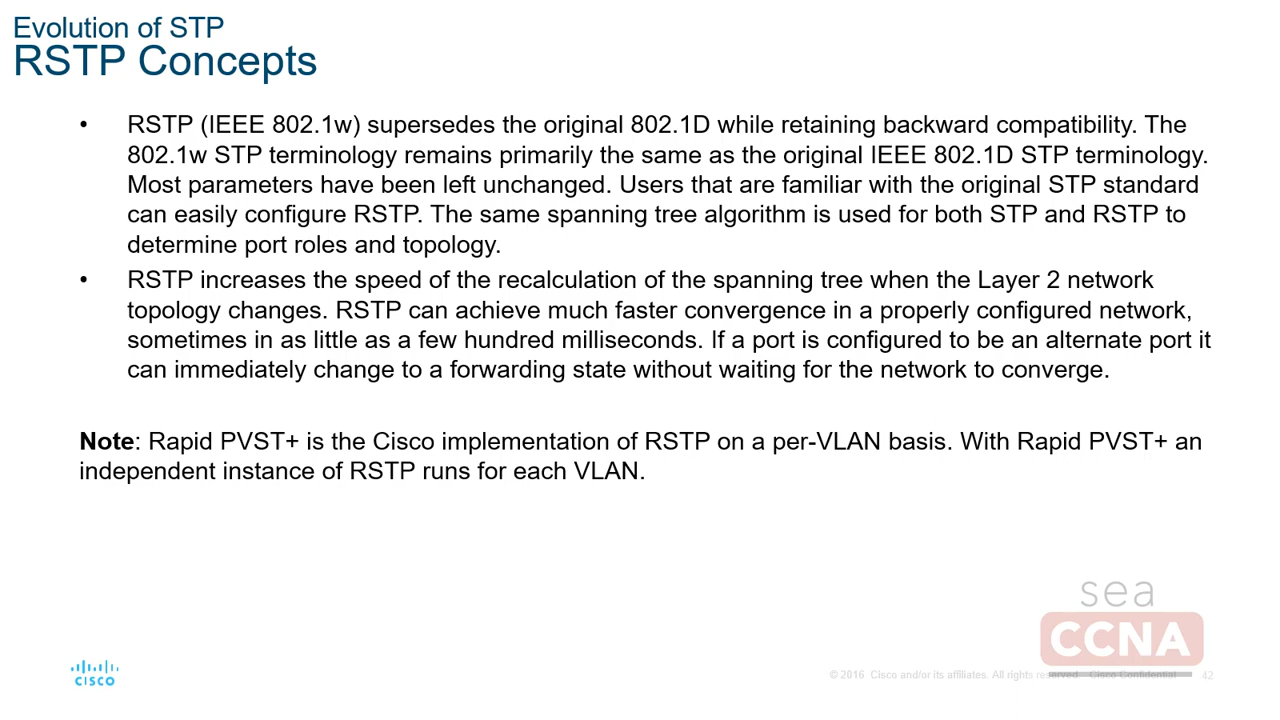 Evolution of STP
RSTP Concepts
• RSTP (IEEE 802.1w) supersedes the original 802.1D while retaining backward compatibility. The
802.1w STP terminology remains primarily the same as the original IEEE 802.1D STP terminology.
Most parameters have been left unchanged. Users that are familiar with the original STP standard
can easily configure RSTP. The same spanning tree algorithm is used for both STP and RSTP to
determine port roles and topology.
• RSTP increases the speed of the recalculation of the spanning tree when the Layer 2 network
topology changes. RSTP can achieve much faster convergence in a properly configured network,
sometimes in as little as a few hundred milliseconds. If a port is configured to be an alternate port it
can immediately change to a forwarding state without waiting for the network to converge.
Note: Rapid PVST+ is the Cisco implementation of RSTP on a per-VLAN basis. With Rapid PVST+ an
independent instance of RSTP runs for each VLAN.
sea
CCNA
CISCO
© 2016 Cisco and/or its affiliates. All rights reserved. Cisco Confidential 42